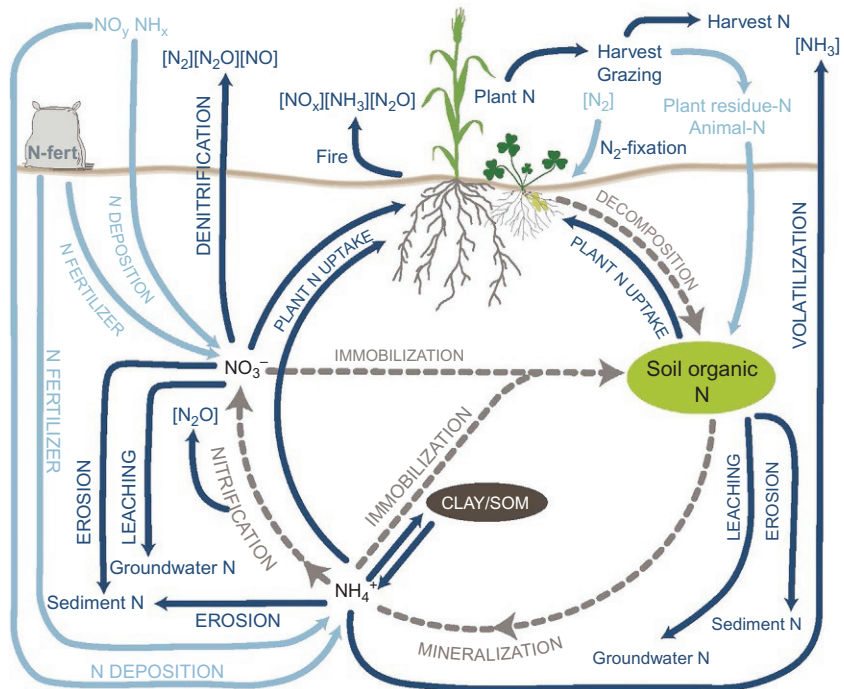 NOy NHx
[N2][N2O][NO]
Harvest N
Harvest
Grazing
[NH3]
[NOx][NH3][N2O]
Plant N
[N2]
Plant residue-N
Animal-N
N-fert
Fire
N2-fixation
DENITRIFICATION
N DEPOSITION
N FERTILIZER
PLANT N UPTAKE
DECOMPOSITION
PLANT N UPTAKE
VOLATILIZATION
NO3−
IMMOBILIZATION
Soil organic
N
N FERTILIZER
[N2O]
NITRIFICATION
IMMOBILIZATION
EROSION
LEACHING
CLAY/SOM
LEACHING
EROSION
Groundwater N
NH4+
Sediment N
EROSION
Sediment N
MINERALIZATION
Groundwater N
N DEPOSITION